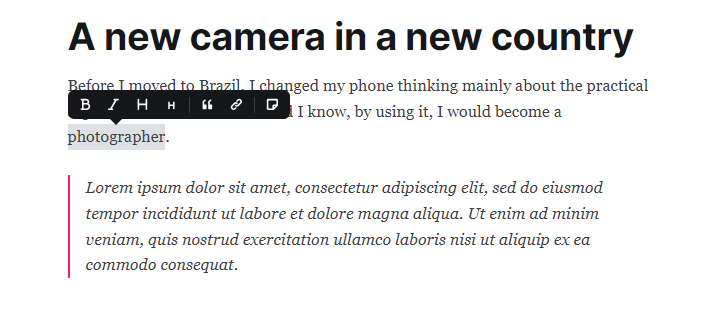 A new camera in a new country
Before I moved to Brazil, I changed my phone thinking mainly about the practical
B I H H
I know, by using it, I would become a
photographer.
Lorem ipsum dolor sit amet, consectetur adipiscing elit, sed do eiusmod
tempor incididunt ut labore et dolore magna aliqua. Ut enim ad minim
veniam, quis nostrud exercitation ullamco laboris nisi ut aliquip ex ea
commodo consequat.